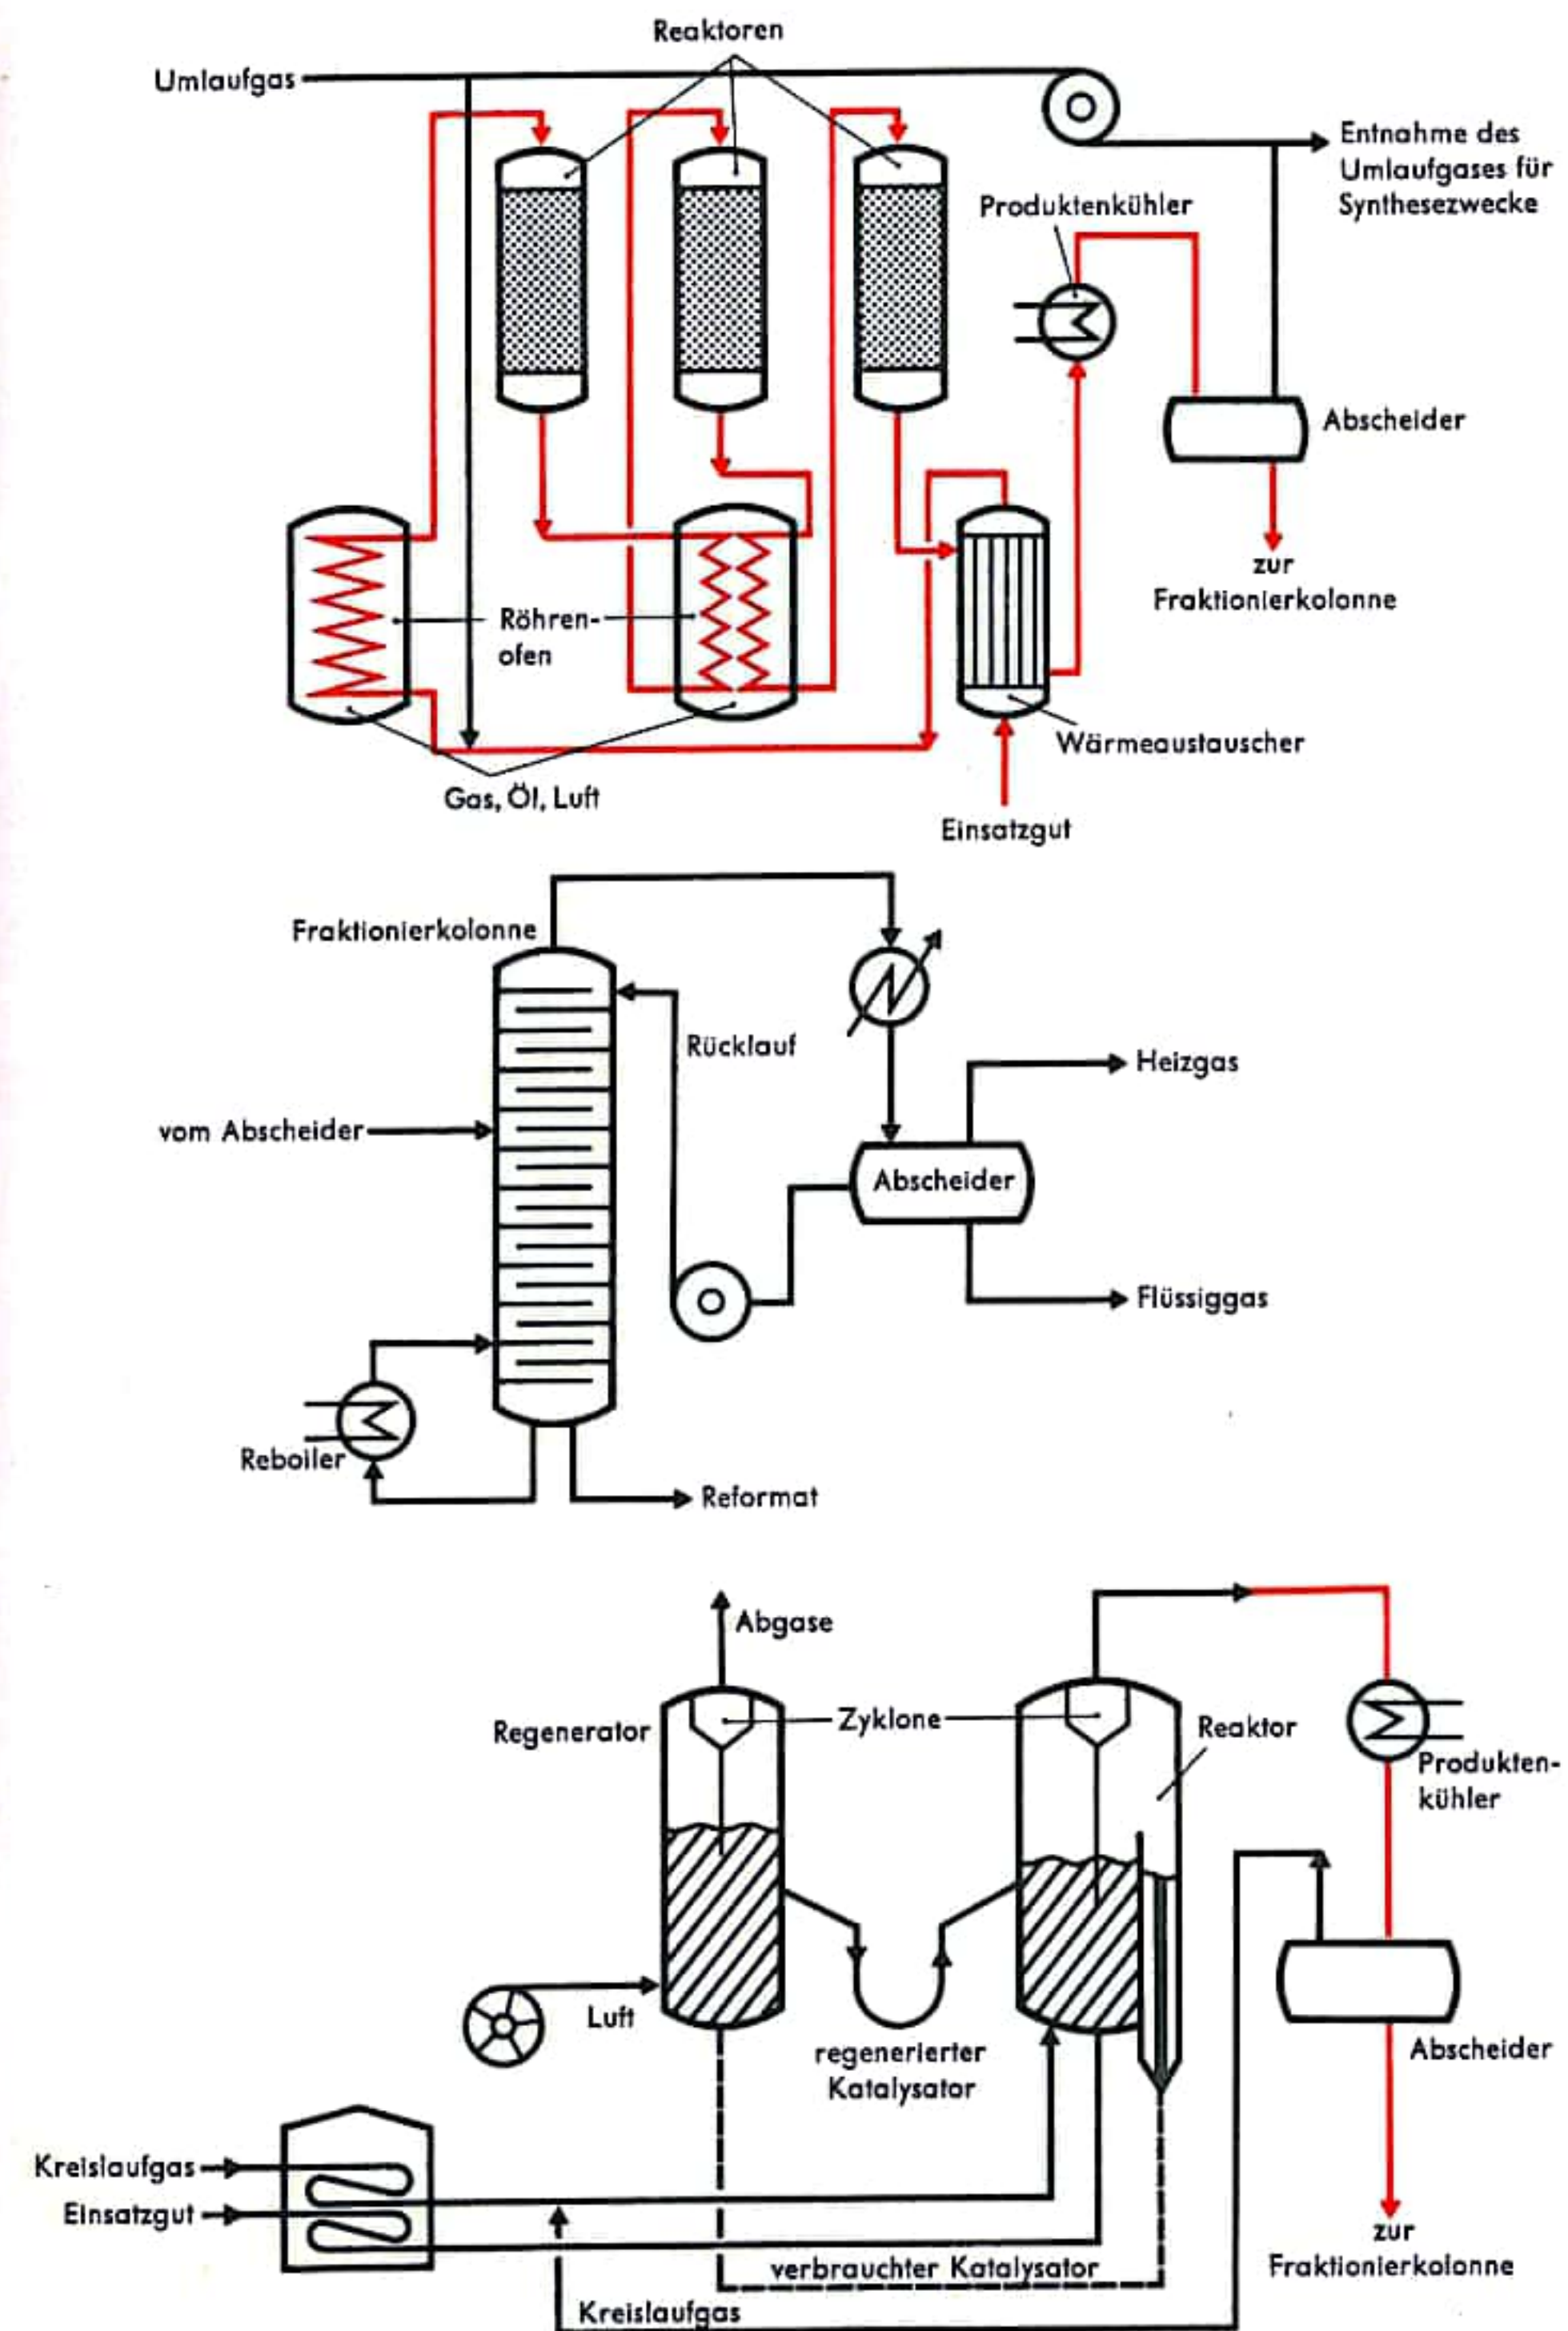 Reaktoren
Umlaufgas
Entnahme des
Umlaufgases für
Synthesezwecke
Produktenkühler
Abscheider
zur
Fraktionierkolonne
Röhren-
ofen
Wärmeaustauscher
Gas, Öl, Luft
Einsatzgut
Fraktionierkolonne
Rücklauf
Heizgas
vom Abscheider
Abscheider
Flüssiggas
Reboiler
Reformat
Abgase
Regenerator
Zyklone
Reaktor
Produkten-
kühler
Luft
regenerierter
Katalysator
Abscheider
Kreislaufgas
Einsatzgut
zur
Fraktionierkolonne
verbrauchter Katalysator
Kreislaufgas